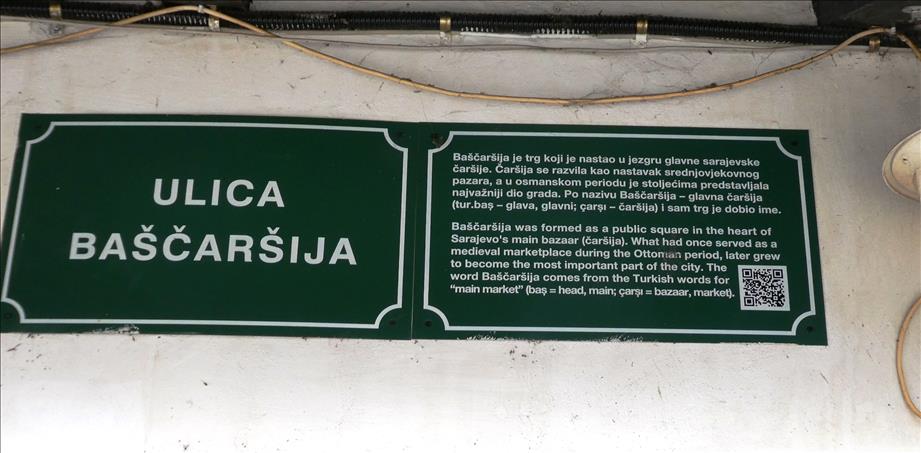 ULICA
BAŠČARŠIJA
Baščaršija je trg koji je nastao u jezgru glavne sarajevske
čaršije. Čaršija se razvila kao nastavak srednjovjekovnog
pazara, a u osmanskom periodu je stoljećima predstavljala
najvažniji dio grada. Po nazivu Baščaršija – glavna čaršija
(tur.baş – glava, glavni; çarşı – čaršija) i sam trg je dobio ime.
Baščaršija was formed as a public square in the heart of
Sarajevo's main bazaar (čaršija). What had once served as a
medieval marketplace during the Ottoman period, later grew
to become the most important part of the city. The
word Baščaršija comes from the Turkish words for
“main market” (baş = head, main; çarşı = bazaar, market).